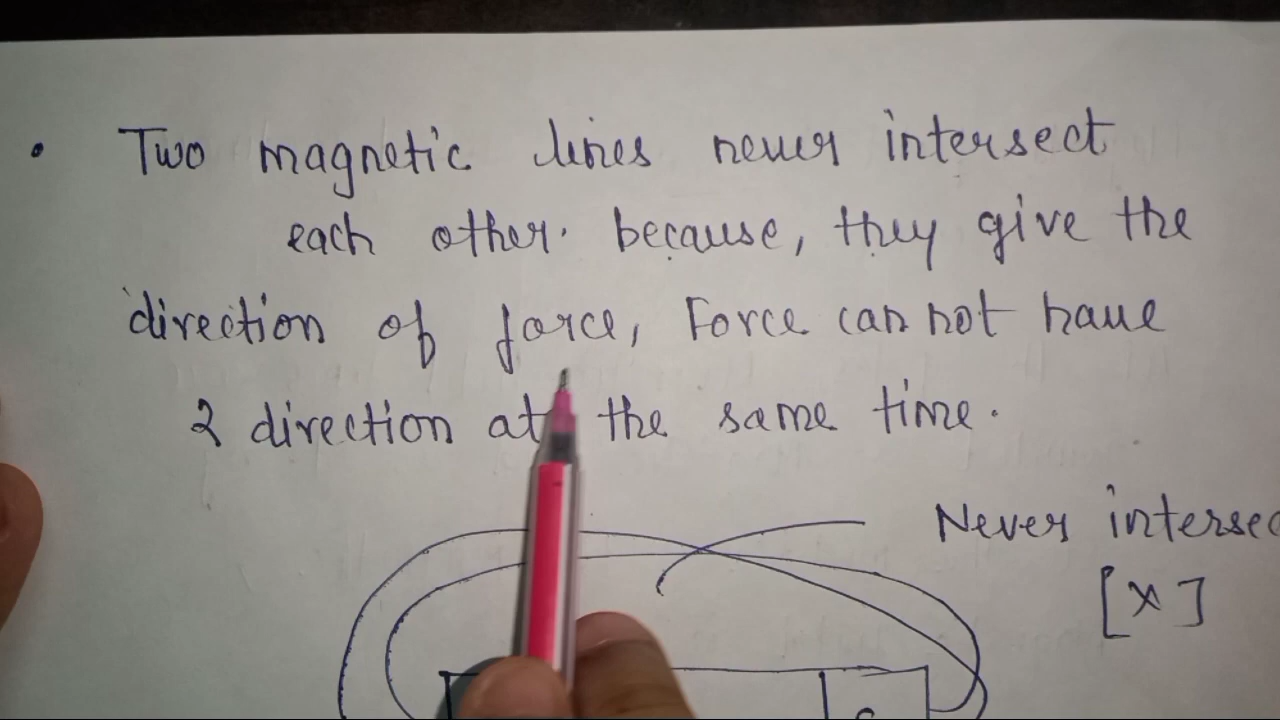 • Two magnetic lines never intersect
each other. because, they give the
direction of force, Force can not have
2 direction at the same time.
Never intersec
[x]
S